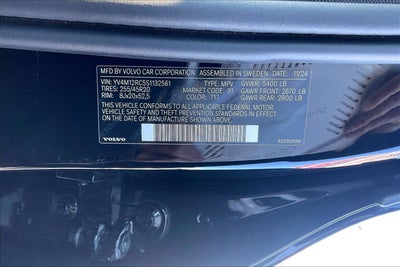 MFD BY VOLVO CAR CORPORATION ASSEMBLED IN SWEDEN 11/24
VIN: YV4M12RC5S1132561 TYPE: MPV GVWR: 5400 LB
TIRES: 255/45R20 MARKET CODE: 31 GAWR FRONT: 2670 LB
RIM: 8Jx20x52,5 COLOR: 717 GAWR REAR: 2800 LB
THIS VEHICLE CONFORMS TO ALL APPLICABLE FEDERAL MOTOR
VEHICLE SAFETY AND THEFT PREVENTION STANDARDS
IN EFFECT ON THE DATE OF MANUFACTURE SHOWN ABOVE.
VOLVO